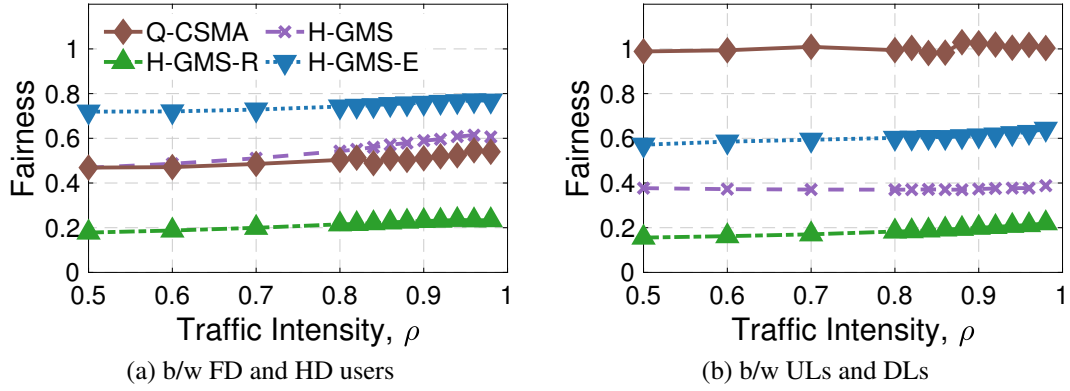 Q-CSMA H-GMS
H-GMS-R H-GMS-E
Fairness
1
0.8
0.6
0.4
0.2
0
0.5 0.6 0.7 0.8 0.9 1
Traffic Intensity, ρ
(a) b/w FD and HD users
Fairness
1
0.8
0.6
0.4
0.2
0
0.5 0.6 0.7 0.8 0.9 1
Traffic Intensity, ρ
(b) b/w ULs and DLs